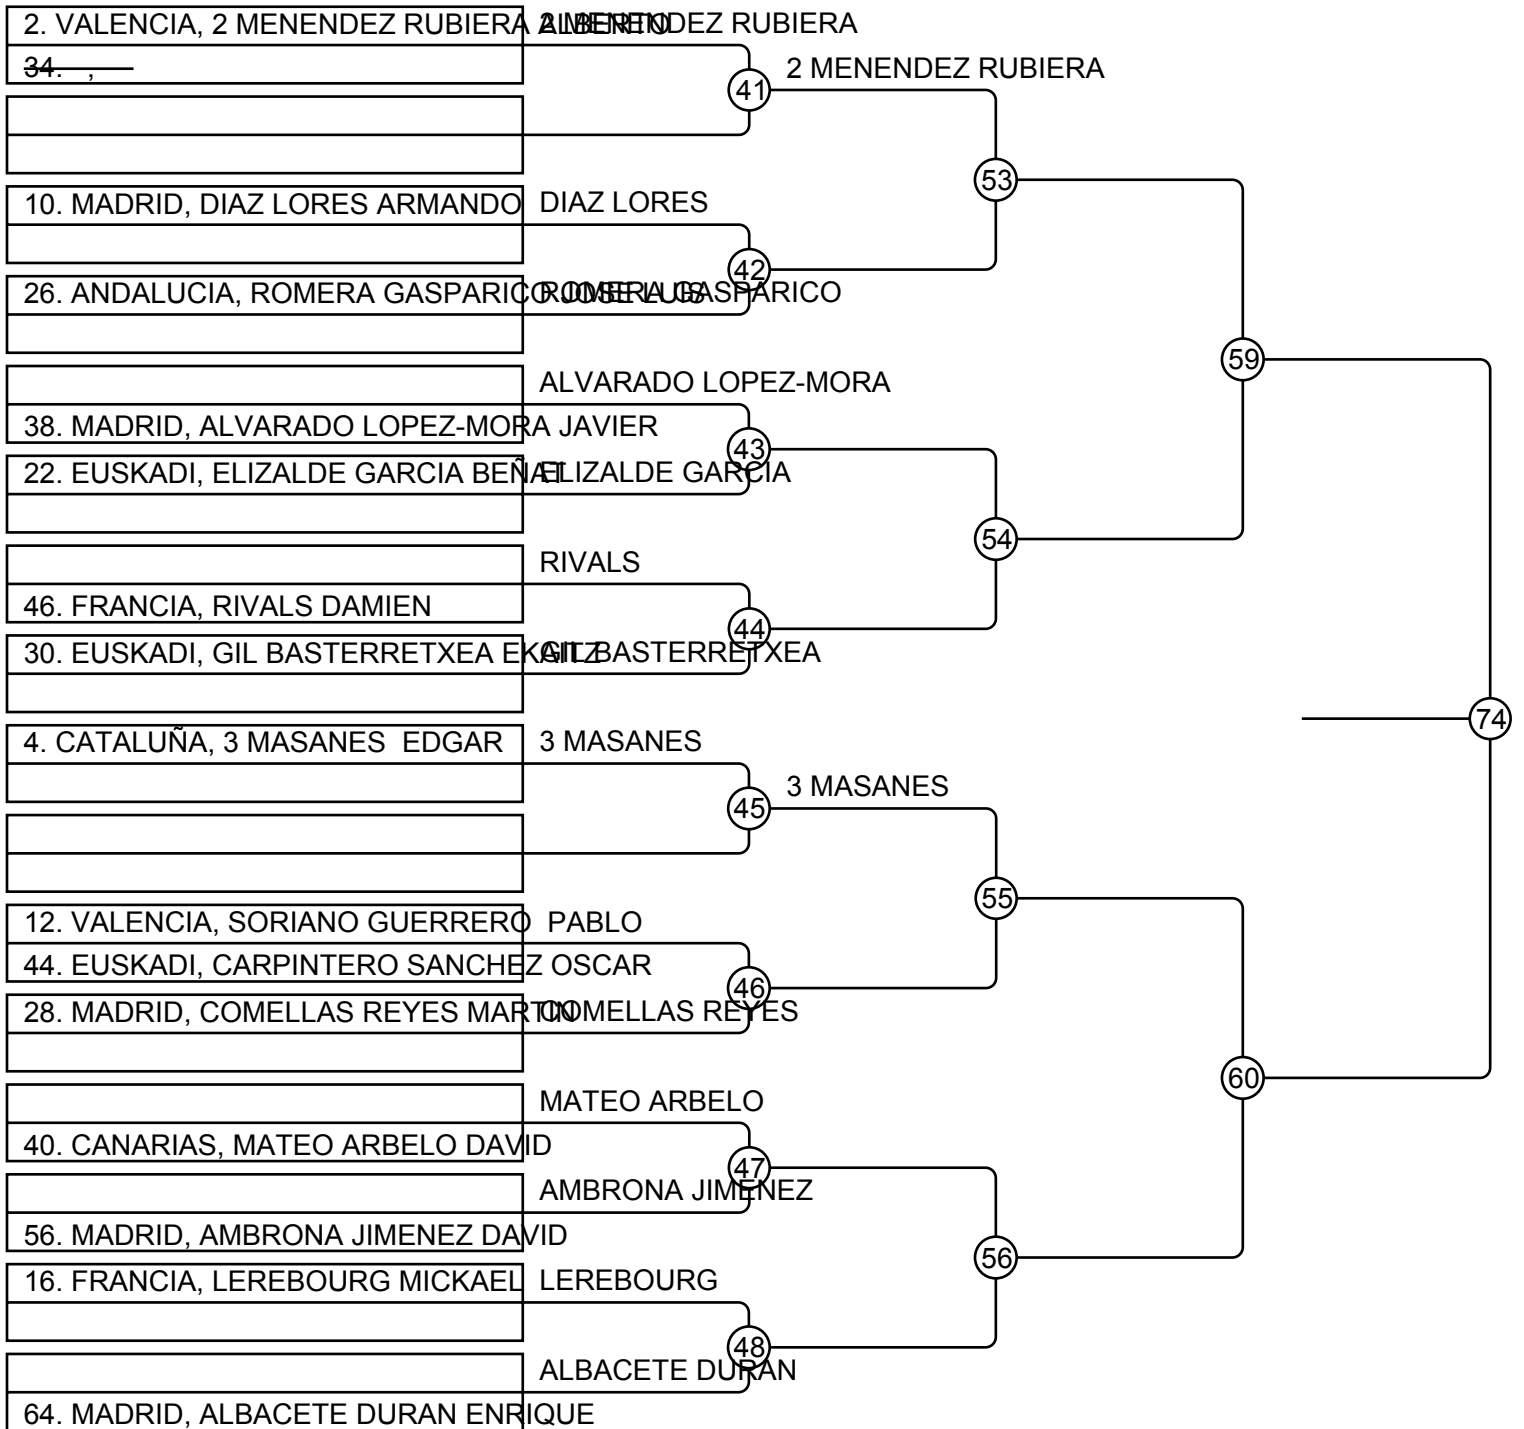 2. VALENCIA, 2 MENENDEZ RUBIERA ALBERTO
2 MENENDEZ RUBIERA
34. ,
2 MENENDEZ RUBIERA
41
53
10. MADRID, DIAZ LORES ARMANDO
DIAZ LORES
42
26. ANDALUCIA, ROMERA GASPARICO JOSE LUIS
ROMERA GASPARICO
59
ALVARADO LOPEZ-MORA
38. MADRID, ALVARADO LOPEZ-MORA JAVIER
43
22. EUSKADI, ELIZALDE GARCIA BEÑAT
ELIZALDE GARCIA
54
RIVALS
46. FRANCIA, RIVALS DAMIEN
44
30. EUSKADI, GIL BASTERRETXEA EKAITZ
GIL BASTERRETXEA
74
4. CATALUÑA, 3 MASANES  EDGAR
3 MASANES
3 MASANES
45
55
12. VALENCIA, SORIANO GUERRERO  PABLO
44. EUSKADI, CARPINTERO SANCHEZ OSCAR
46
28. MADRID, COMELLAS REYES MARTIN
COMELLAS REYES
60
MATEO ARBELO
40. CANARIAS, MATEO ARBELO DAVID
47
AMBRONA JIMENEZ
56. MADRID, AMBRONA JIMENEZ DAVID
56
16. FRANCIA, LEREBOURG MICKAEL
LEREBOURG
48
ALBACETE DURAN
64. MADRID, ALBACETE DURAN ENRIQUE